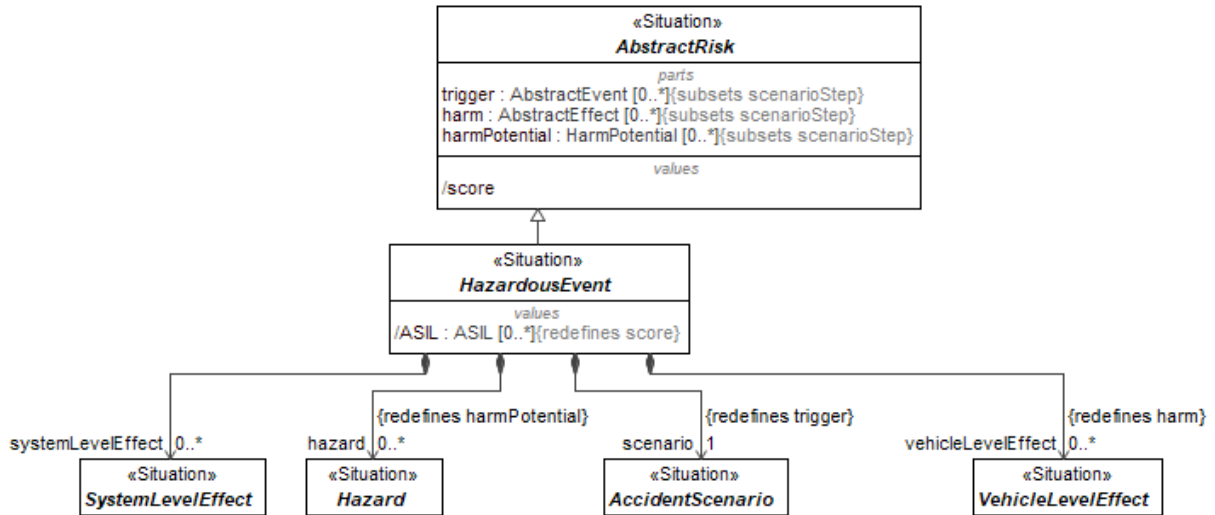 «Situation»
AbstractRisk
parts
trigger : AbstractEvent [0..*]{subsets scenarioStep}
harm : AbstractEffect [0..*]{subsets scenarioStep}
harmPotential : HarmPotential [0..*]{subsets scenarioStep}
values
/score
«Situation»
HazardousEvent
values
/ASIL : ASIL [0..*]{redefines score}
{redefines harmPotential}
{redefines trigger}
{redefines harm}
systemLevelEffect 0..*
hazard 0..*
scenario 1
vehicleLevelEffect 0..*
«Situation»
SystemLevelEffect
«Situation»
Hazard
«Situation»
AccidentScenario
«Situation»
VehicleLevelEffect